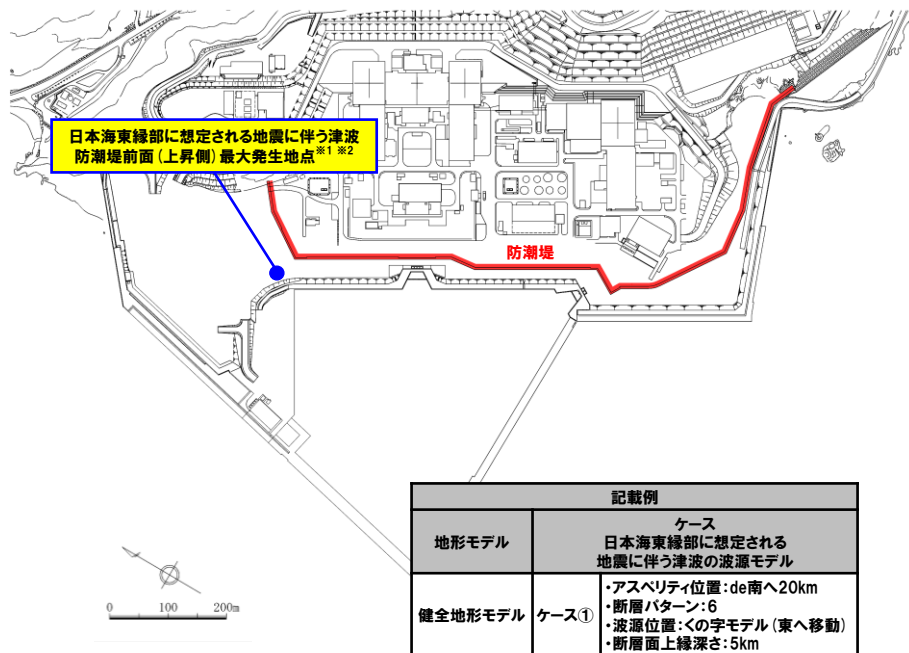 日本海東縁部に想定される地震に伴う津波
防潮堤前面(上昇側)最大発生地点※1 ※2
防潮堤
0 100 200m
記載例
地形モデル
ケース
日本海東縁部に想定される
地震に伴う津波の波源モデル
健全地形モデル
ケース①
・アスペリティ位置:de南へ20km
・断層パターン:6
・波源位置:くの字モデル(東へ移動)
・断層面上縁深さ:5km